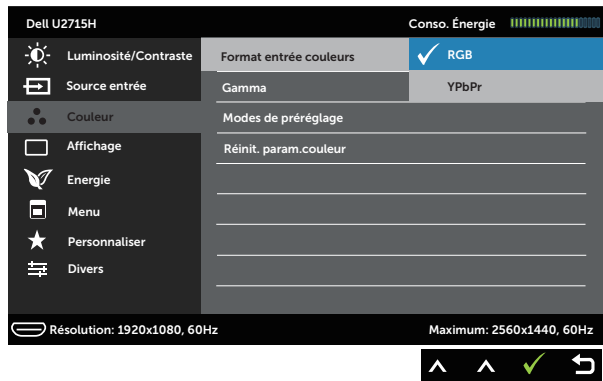 Dell U2715H
Conso. Énergie
Luminosité/Contraste
Format entrée couleurs
RGB
Source entrée
Gamma
YPbPr
Couleur
Modes de préréglage
Affichage
Réinit. param.couleur
Energie
Menu
Personnaliser
Divers
Résolution: 1920x1080, 60Hz
Maximum: 2560x1440, 60Hz